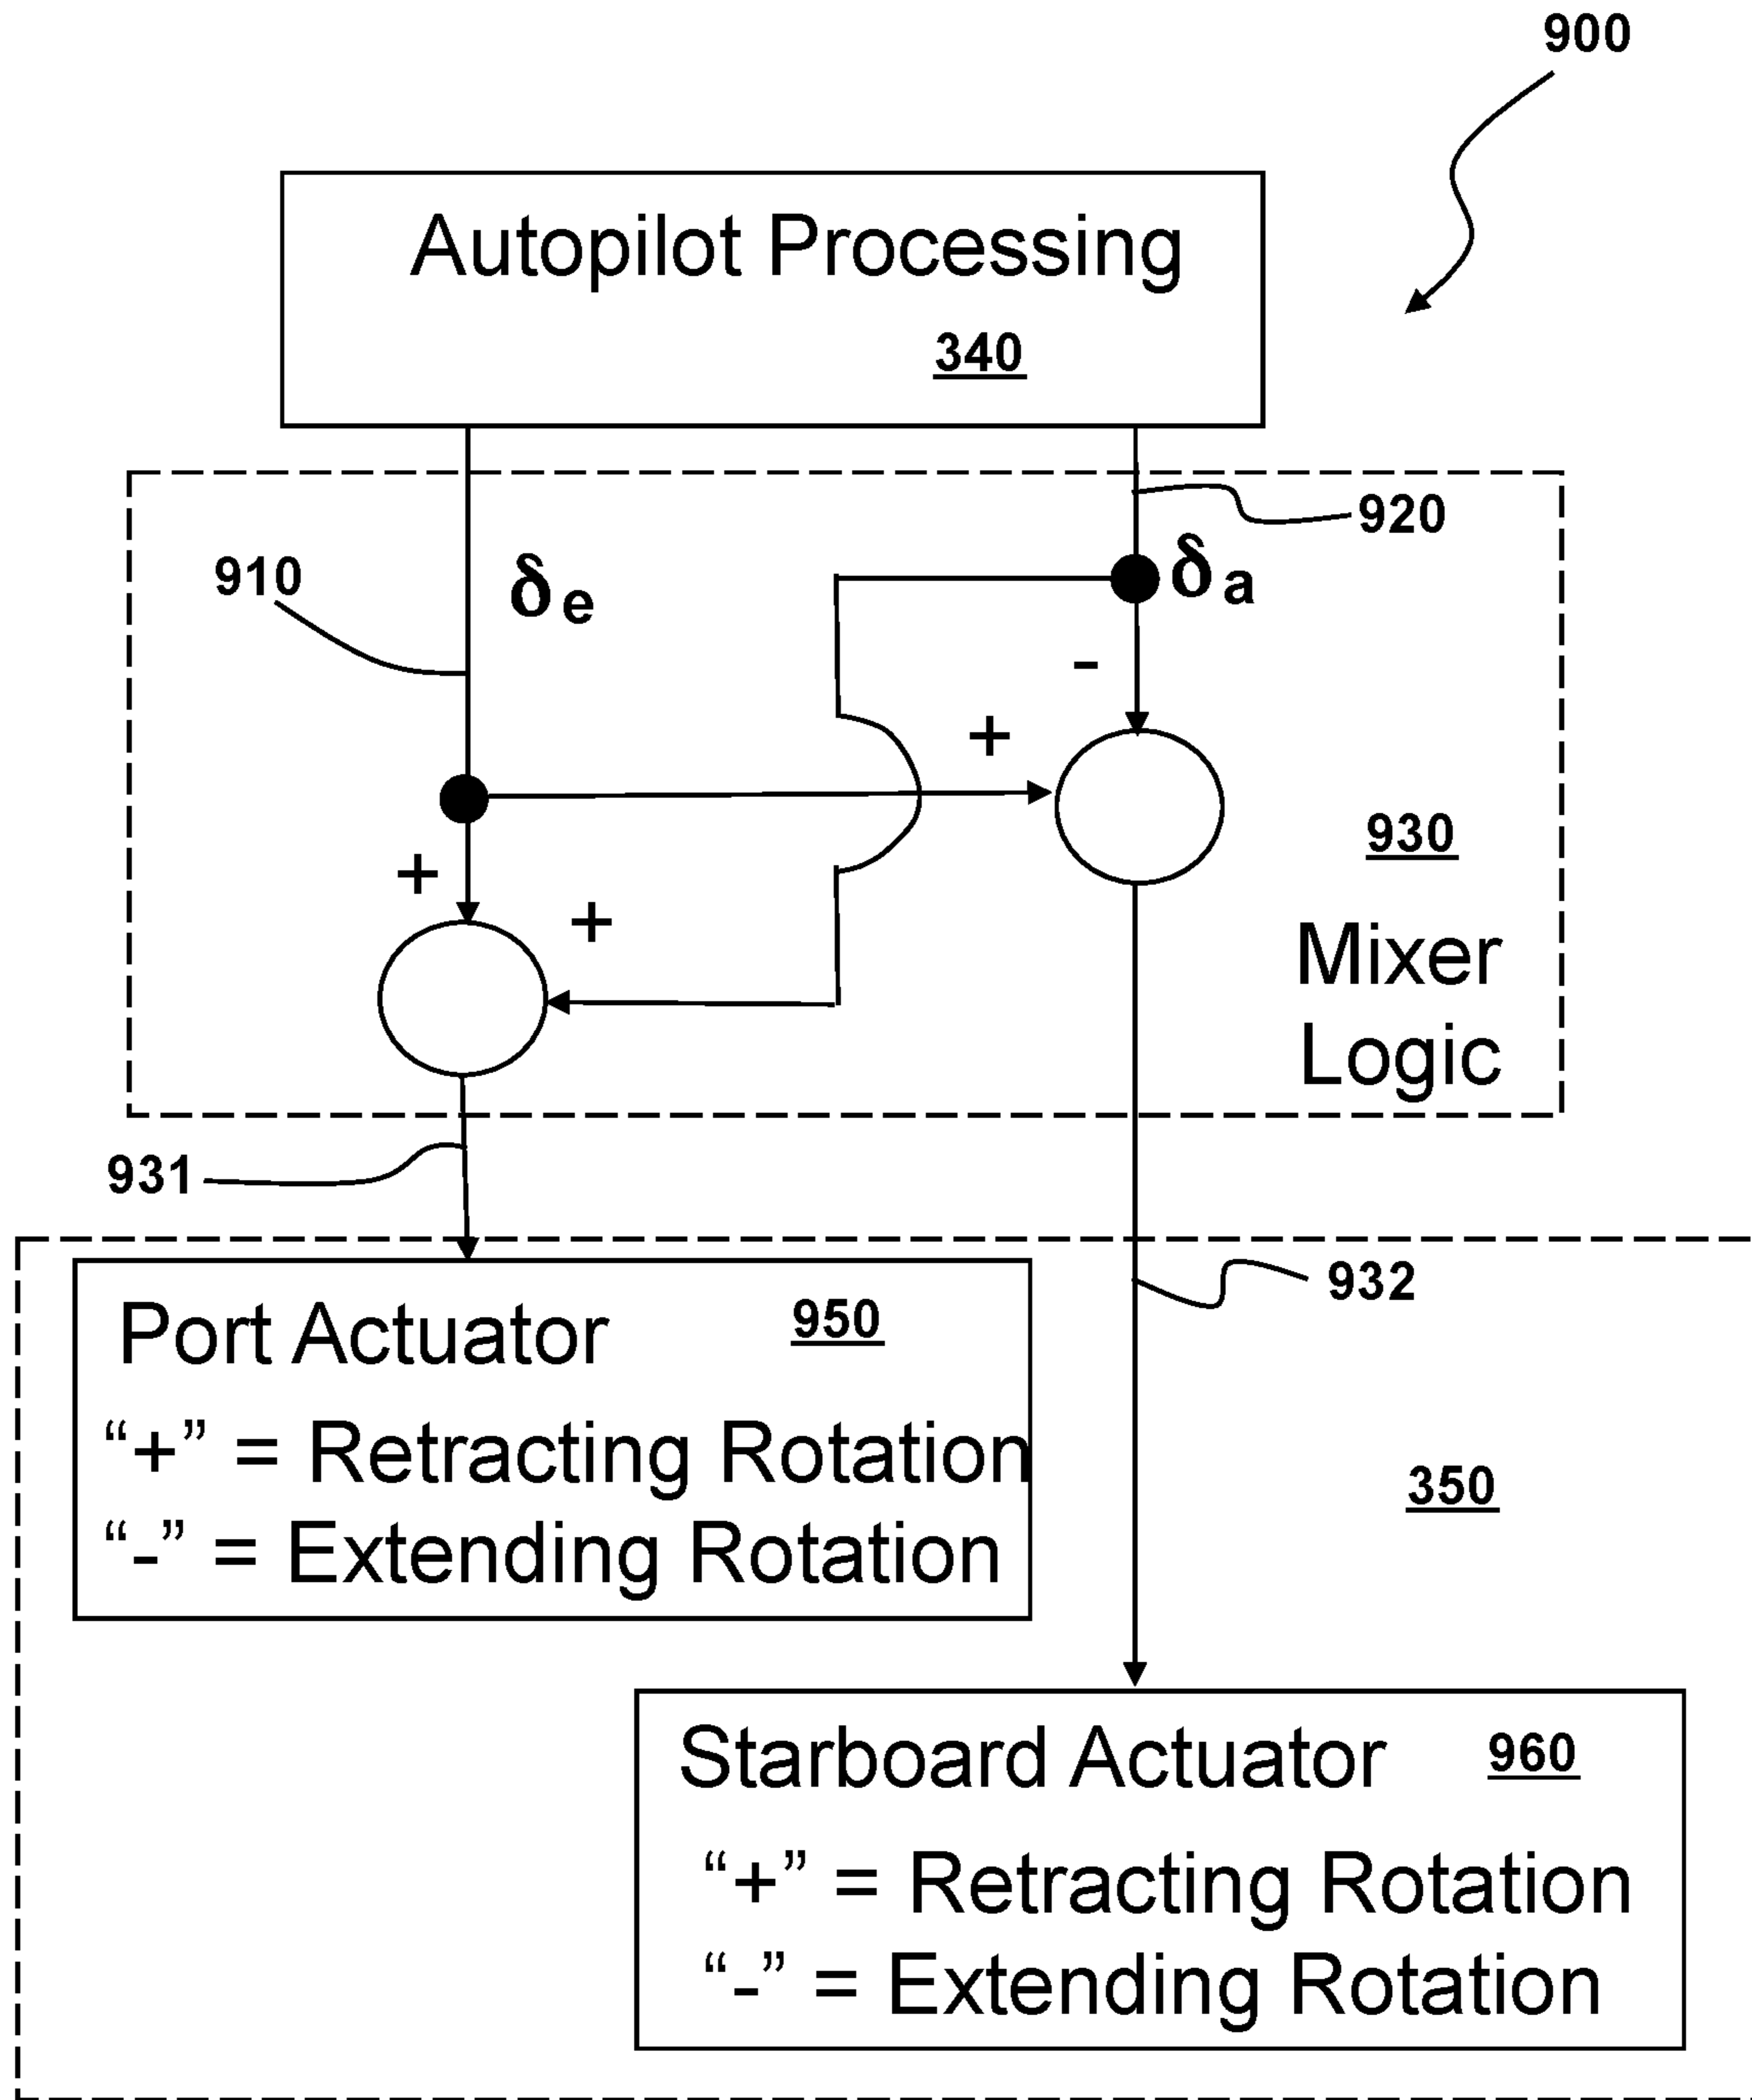 900
Autopilot Processing
340
920
910
δe
δa
-
+
+
+
930
Mixer
Logic
931
932
Port Actuator 950
“+” = Retracting Rotation
“-” = Extending Rotation
350
Starboard Actuator 960
“+” = Retracting Rotation
“-” = Extending Rotation